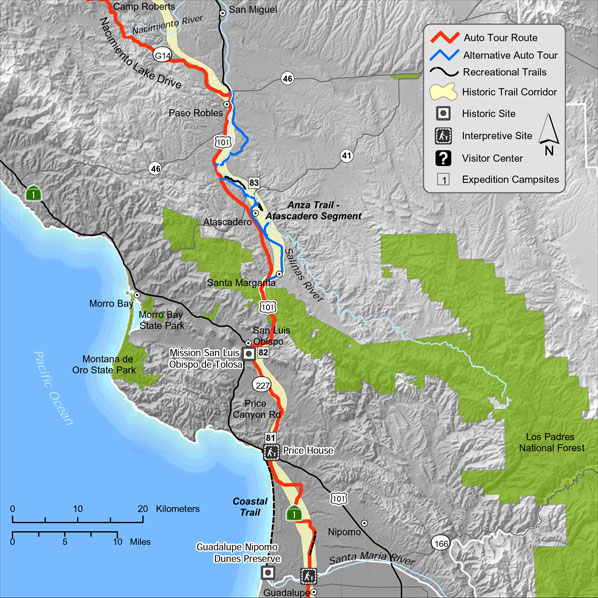 Camp Roberts
San Miguel
Nacimiento River
Nacimiento Lake Drive
G14
46
Paso Robles
101
41
46
83
Anza Trail -
Atascadero Segment
1
Atascadero
Salinas River
Santa Margarita
101
Morro Bay
Morro Bay
State Park
San Luis
Obispo
82
Mission San Luis
Obispo de Tolosa
Montana de
Oro State Park
227
Price
Canyon Rd
Pacific Ocean
81
Price House
Los Padres
National Forest
Coastal
Trail
101
1
Nipomo
166
Guadalupe Nipomo
Dunes Preserve
Santa Maria River
Guadalupe
0 10 20 Kilometers
0 5 10 Miles
Auto Tour Route
Alternative Auto Tour
Recreational Trails
Historic Trail Corridor
Historic Site
Interpretive Site
? Visitor Center
1 Expedition Campsites
N